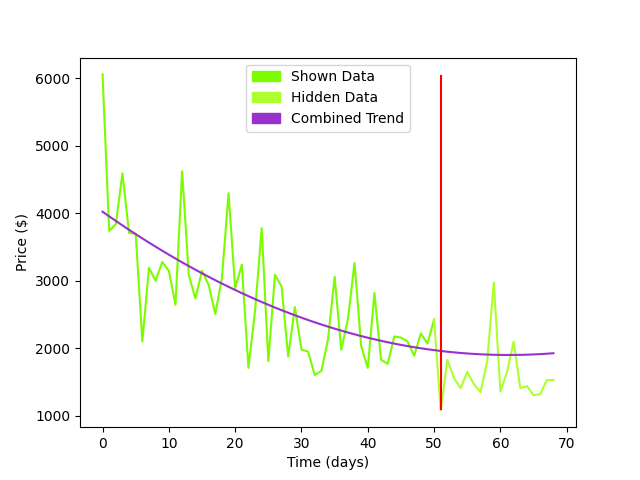 Shown Data
Hidden Data
Combined Trend
6000
5000
4000
3000
2000
1000
Price ($)
0 10 20 30 40 50 60 70
Time (days)